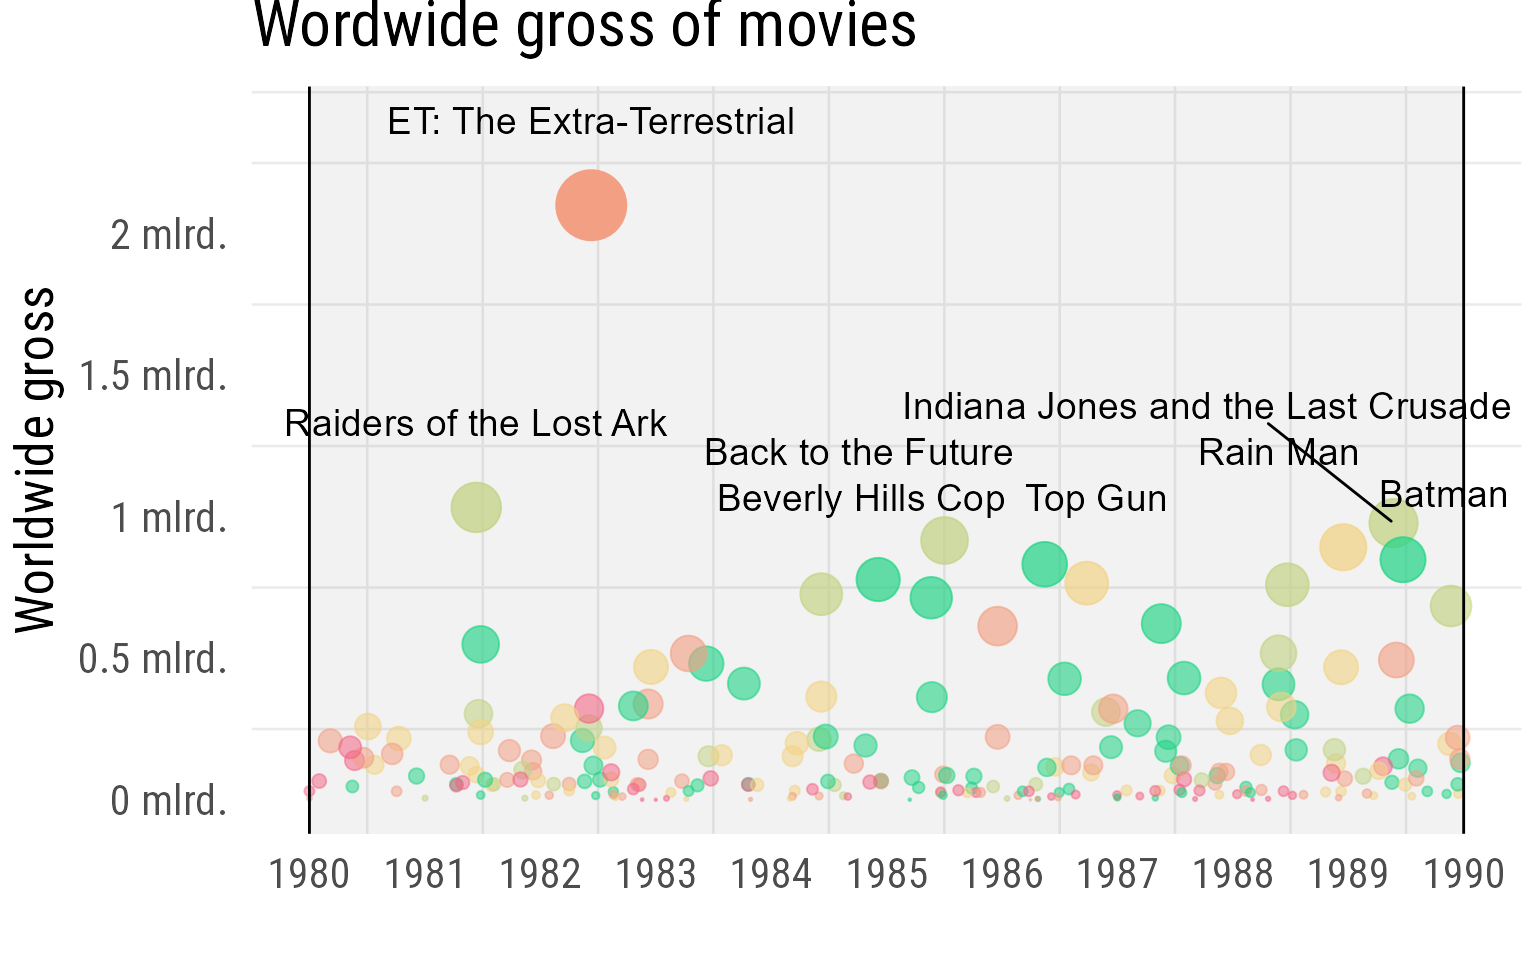 Wordwide gross of movies
ET: The Extra-Terrestrial
2 mlrd.
1.5 mlrd.
Worldwide gross
Indiana Jones and the Last Crusade
Raiders of the Lost Ark
Back to the Future
Rain Man
Batman
Beverly Hills Cop
Top Gun
1 mlrd.
0.5 mlrd.
0 mlrd.
1980 1981 1982 1983 1984 1985 1986 1987 1988 1989 1990